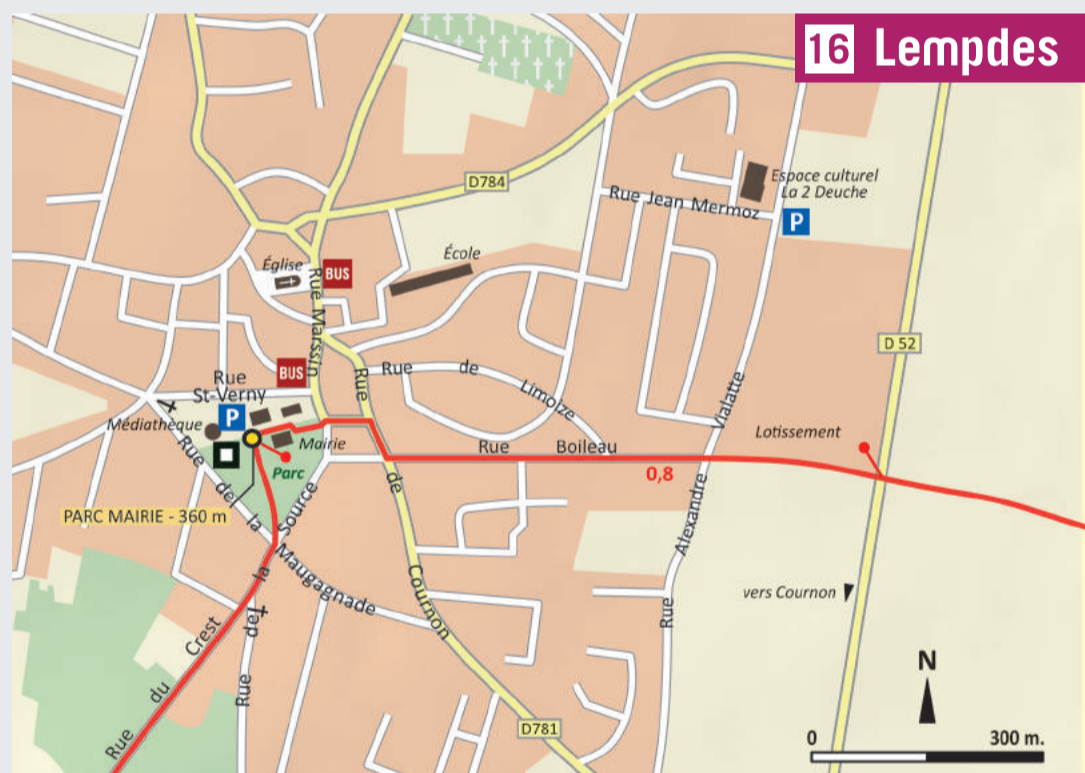 16 Lempdes
D784
Espace culturel
La 2 Deuche
Rue Jean Mermoz
P
École
Église
BUS
Rue Marssin
D 52
BUS
Rue
St-Verny
P
Médiathèque
Mairie
Parc
Rue de Limoize
Rue de Cournon
Rue Boileau
Rue Alexandre Vialatte
Lotissement
0,8
PARC MAIRIE - 360 m
Rue de la Maugagnade
Rue de la Source
Rue du Crest
vers Cournon
D781
N
0 300 m.